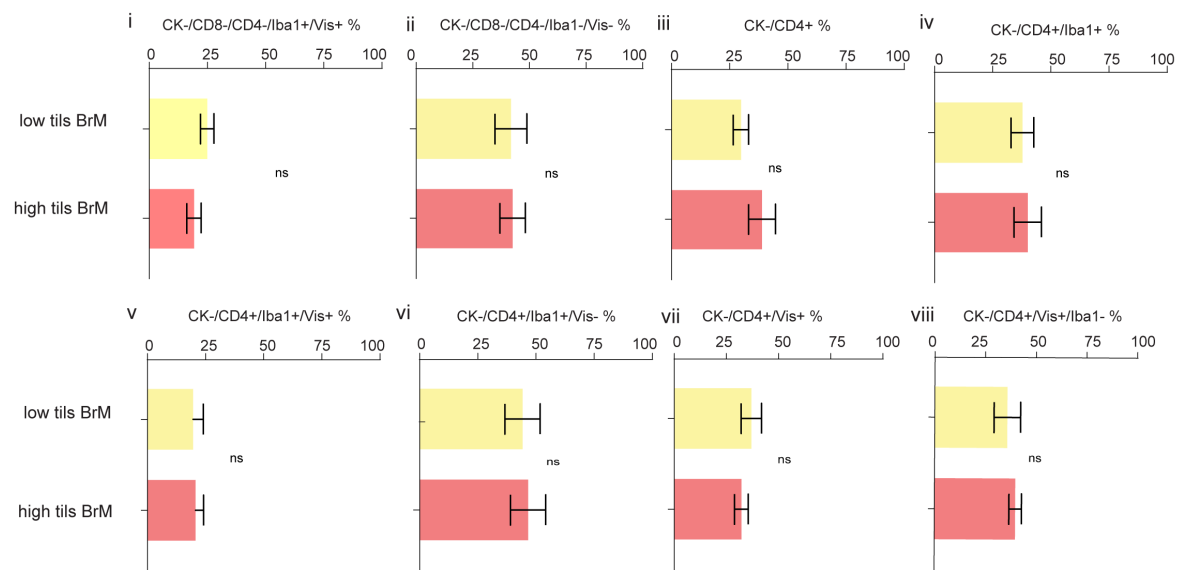 i
CK-/CD8-/CD4-/Iba1+/Vis+ %
0 25 50 75 100
ii
CK-/CD8-/CD4-/Iba1-/Vis- %
0 25 50 75 100
iii
CK-/CD4+ %
0 25 50 75 100
iv
CK-/CD4+/Iba1+ %
0 25 50 75 100
low tils BrM
ns
ns
ns
ns
high tils BrM
v
CK-/CD4+/Iba1+/Vis+ %
0 25 50 75 100
vi
CK-/CD4+/Iba1+/Vis- %
0 25 50 75 100
vii
CK-/CD4+/Vis+ %
0 25 50 75 100
viii
CK-/CD4+/Vis+/Iba1- %
0 25 50 75 100
low tils BrM
ns
ns
ns
ns
high tils BrM